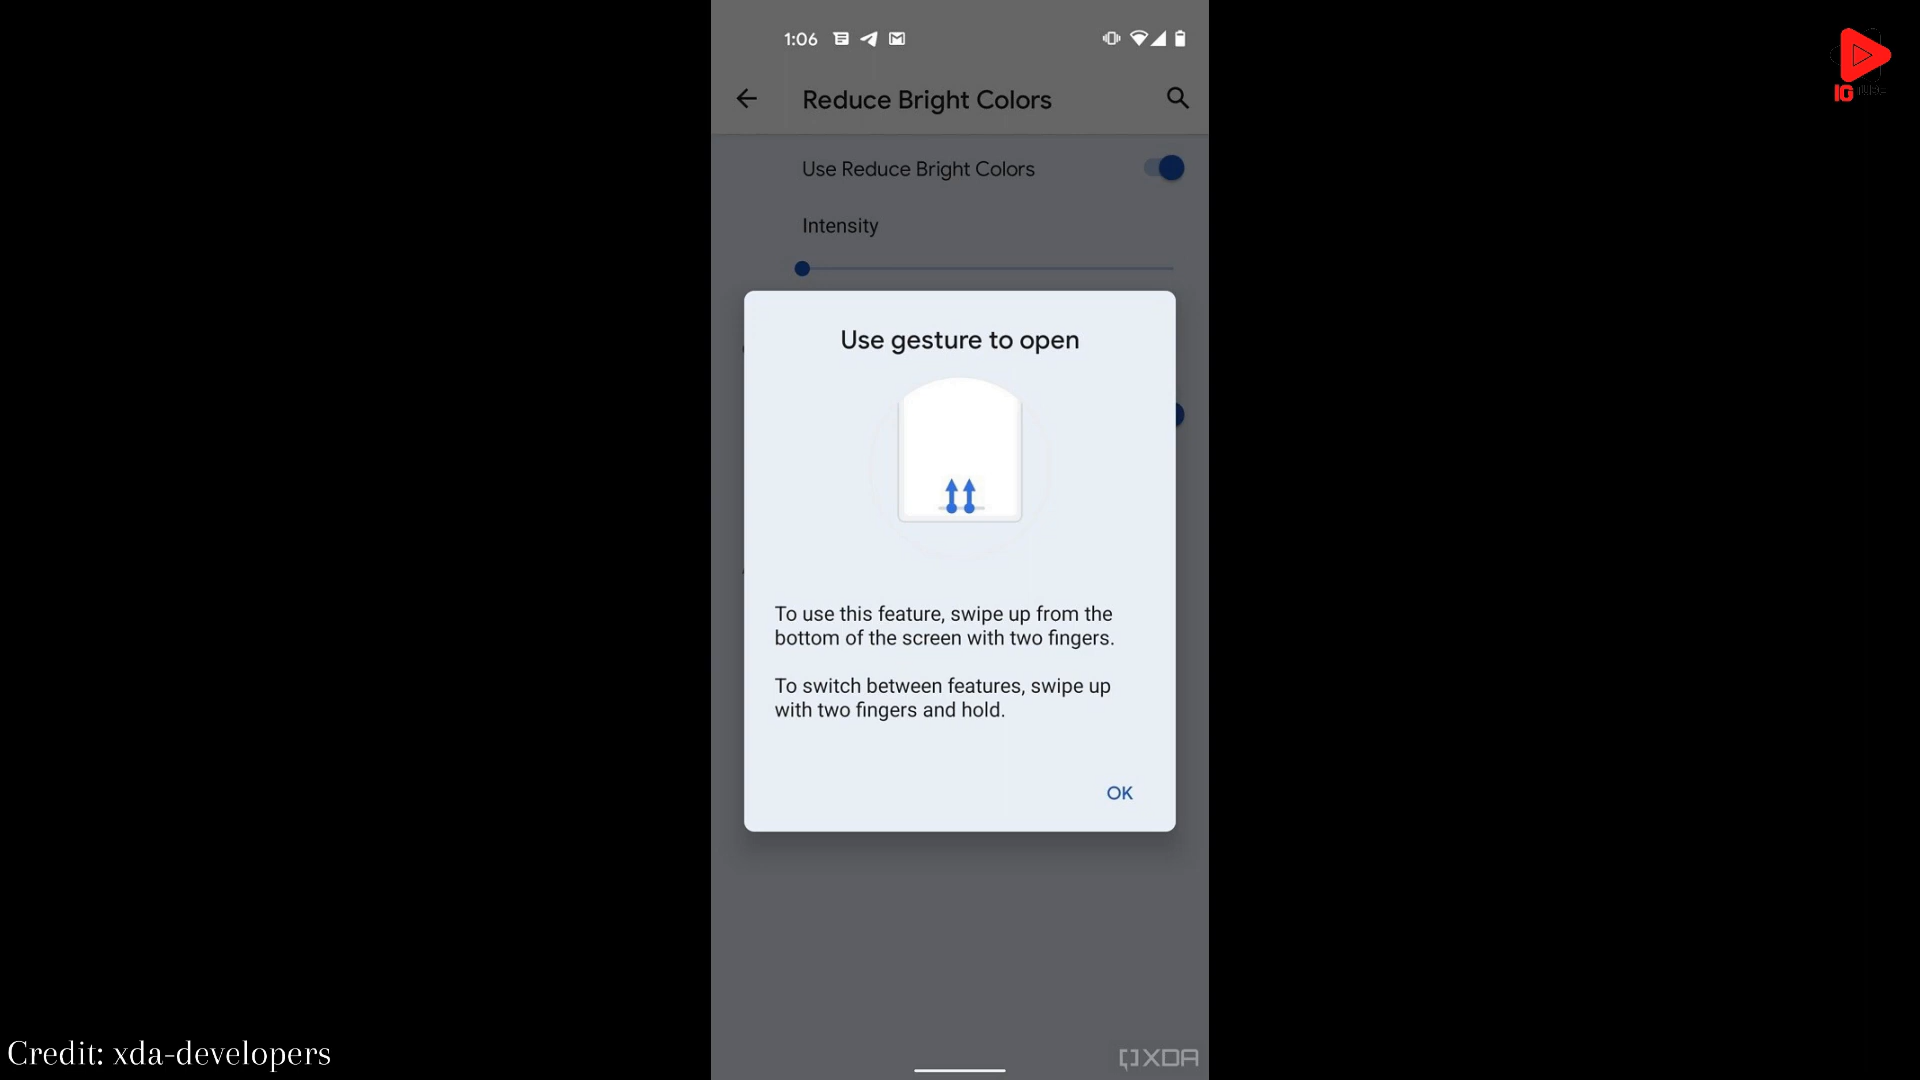 1:06
Reduce Bright Colors
Use Reduce Bright Colors
Intensity
Use gesture to open
To use this feature, swipe up from the
bottom of the screen with two fingers.
To switch between features, swipe up
with two fingers and hold.
OK
Credit: xda-developers
XDA
IG